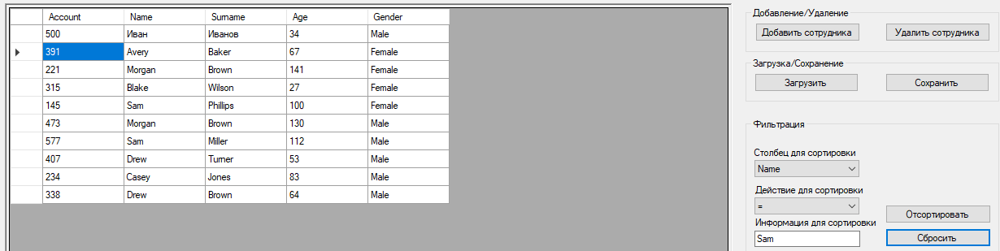 Account Name Surname Age Gender
500 Иван Иванов 34 Male
391 Avery Baker 67 Female
221 Morgan Brown 141 Female
315 Blake Wilson 27 Female
145 Sam Phillips 100 Female
473 Morgan Brown 130 Male
577 Sam Miller 112 Male
407 Drew Turner 53 Male
234 Casey Jones 83 Male
338 Drew Brown 64 Male
Добавление/Удаление
Добавить сотрудника Удалить сотрудника
Загрузка/Сохранение
Загрузить Сохранить
Фильтрация
Столбец для сортировки
Name
Действие для сортировки
=
Отсортировать
Информация для сортировки
Sam Сбросить